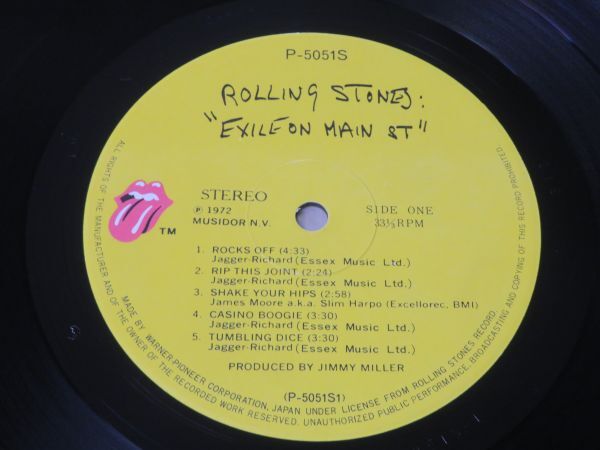 P-5051S
ROLLING STONES:
"EXILE ON MAIN ST"
STEREO
℗ 1972
MUSIDOR N.V.
SIDE ONE
33⅓ RPM
TM
1. ROCKS OFF (4:33)
Jagger-Richard (Essex Music Ltd.)
2. RIP THIS JOINT (2:24)
Jagger-Richard (Essex Music Ltd.)
3. SHAKE YOUR HIPS (2:58)
James Moore a.k.a. Slim Harpo (Excellorec, BMI)
4. CASINO BOOGIE (3:30)
Jagger-Richard (Essex Music Ltd.)
5. TUMBLING DICE (3:30)
Jagger-Richard (Essex Music Ltd.)
PRODUCED BY JIMMY MILLER
(P-5051S1)
MADE BY WARNER-PIONEER CORPORATION, JAPAN UNDER LICENSE FROM ROLLING STONES RECORD.
ALL RIGHTS OF THE MANUFACTURER AND OF THE OWNER OF THE RECORDED WORK RESERVED. UNAUTHORIZED PUBLIC PERFORMANCE, BROADCASTING AND COPYING OF THIS RECORD PROHIBITED.